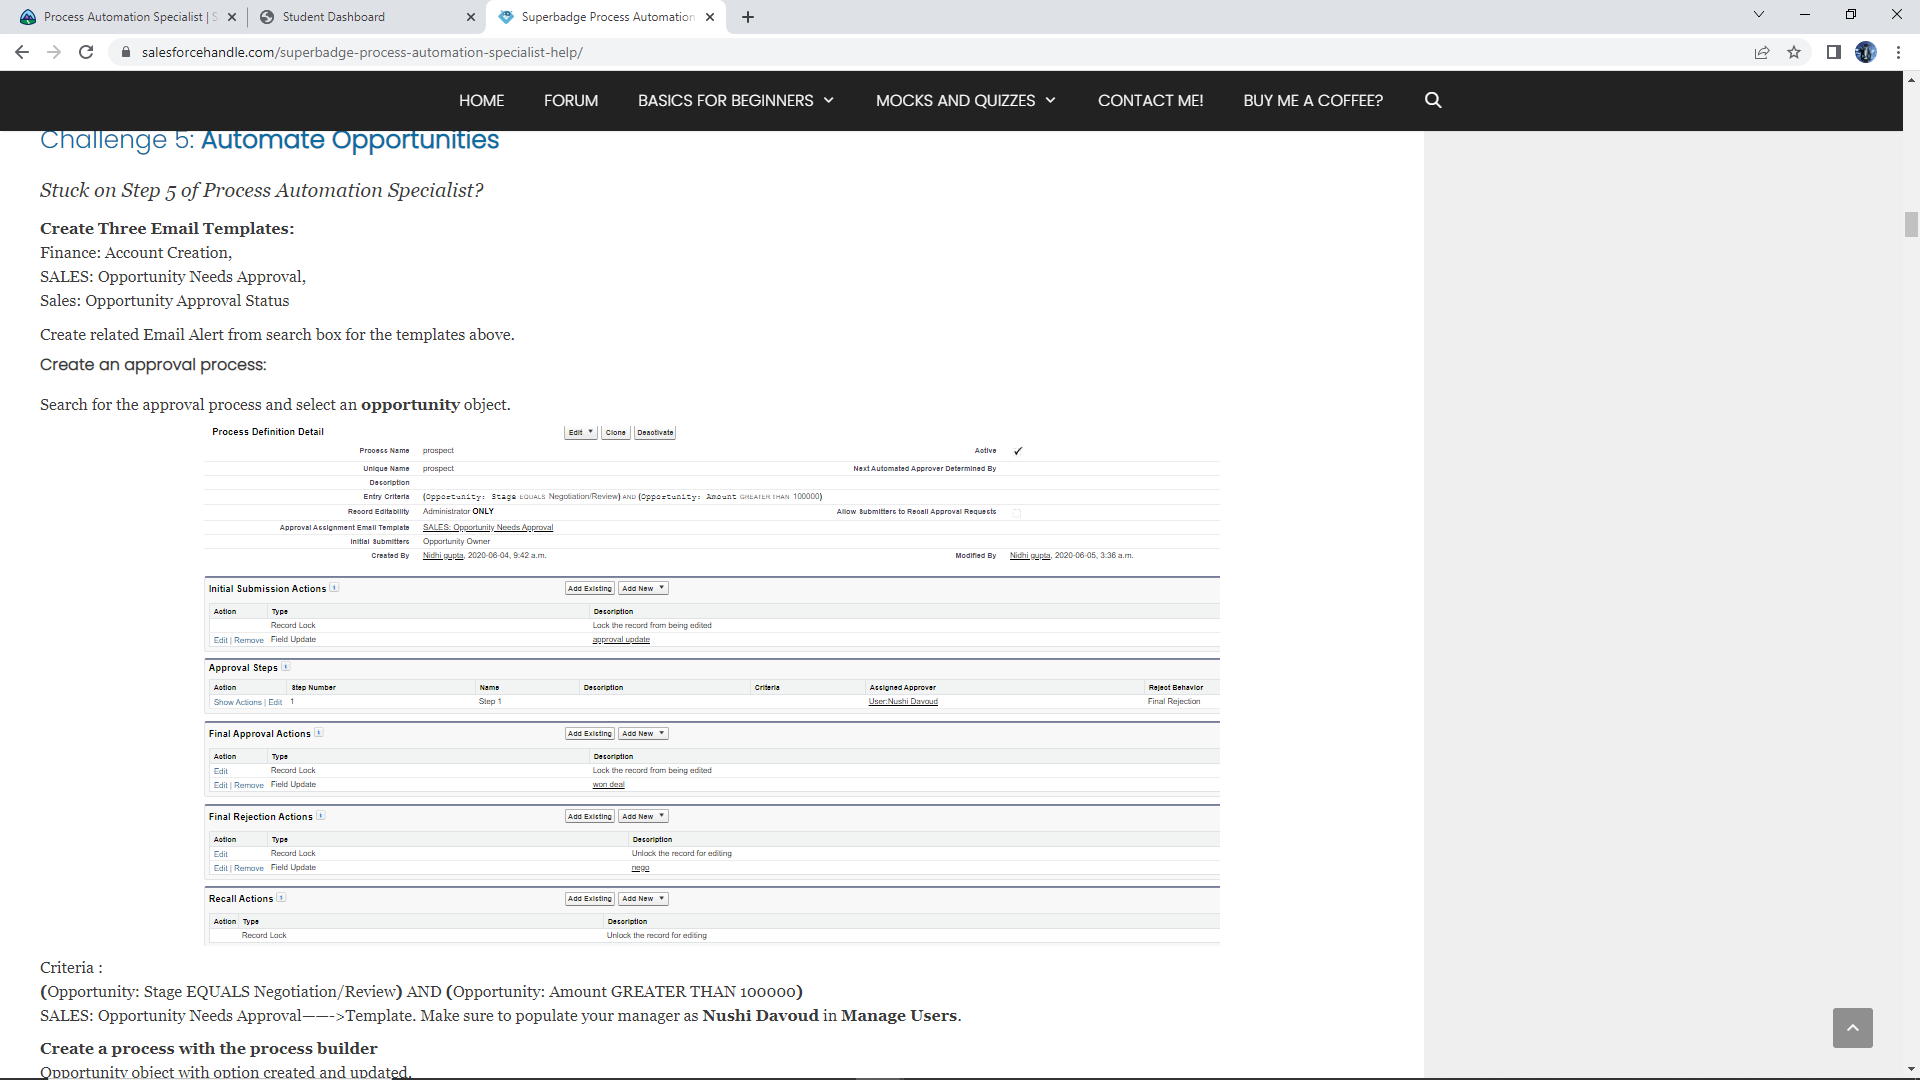 Process Automation Specialist | S
Student Dashboard
Superbadge Process Automation
salesforcehandle.com/superbadge-process-automation-specialist-help/
HOME FORUM BASICS FOR BEGINNERS MOCKS AND QUIZZES CONTACT ME! BUY ME A COFFEE?
Challenge 5: Automate Opportunities
Stuck on Step 5 of Process Automation Specialist?
Create Three Email Templates:
Finance: Account Creation,
SALES: Opportunity Needs Approval,
Sales: Opportunity Approval Status
Create related Email Alert from search box for the templates above.
Create an approval process:
Search for the approval process and select an opportunity object.
Process Definition Detail Edit Clone Deactivate
Process Name prospect Active ✓
Unique Name prospect Next Automated Approver Determined By
Description
Entry Criteria (Opportunity: Stage EQUALS Negotiation/Review) AND (Opportunity: Amount GREATER THAN 100000)
Record Editability Administrator ONLY Allow Submitters to Recall Approval Requests
Approval Assignment Email Template SALES: Opportunity Needs Approval
Initial Submitters Opportunity Owner
Created By Nidhi gupta, 2020-06-04, 9:42 a.m. Modified By Nidhi gupta, 2020-06-05, 3:36 a.m.
Initial Submission Actions i Add Existing Add New
Action Type Description
Record Lock Lock the record from being edited
Edit | Remove Field Update approval update
Approval Steps i
Action Step Number Name Description Criteria Assigned Approver Reject Behavior
Show Actions | Edit 1 Step 1 User:Nushi Davoud Final Rejection
Final Approval Actions i Add Existing Add New
Action Type Description
Edit Record Lock Lock the record from being edited
Edit | Remove Field Update won deal
Final Rejection Actions i Add Existing Add New
Action Type Description
Edit Record Lock Unlock the record for editing
Edit | Remove Field Update nego
Recall Actions i Add Existing Add New
Action Type Description
Record Lock Unlock the record for editing
Criteria :
(Opportunity: Stage EQUALS Negotiation/Review) AND (Opportunity: Amount GREATER THAN 100000)
SALES: Opportunity Needs Approval——->Template. Make sure to populate your manager as Nushi Davoud in Manage Users.
Create a process with the process builder
Opportunity object with option created and updated.